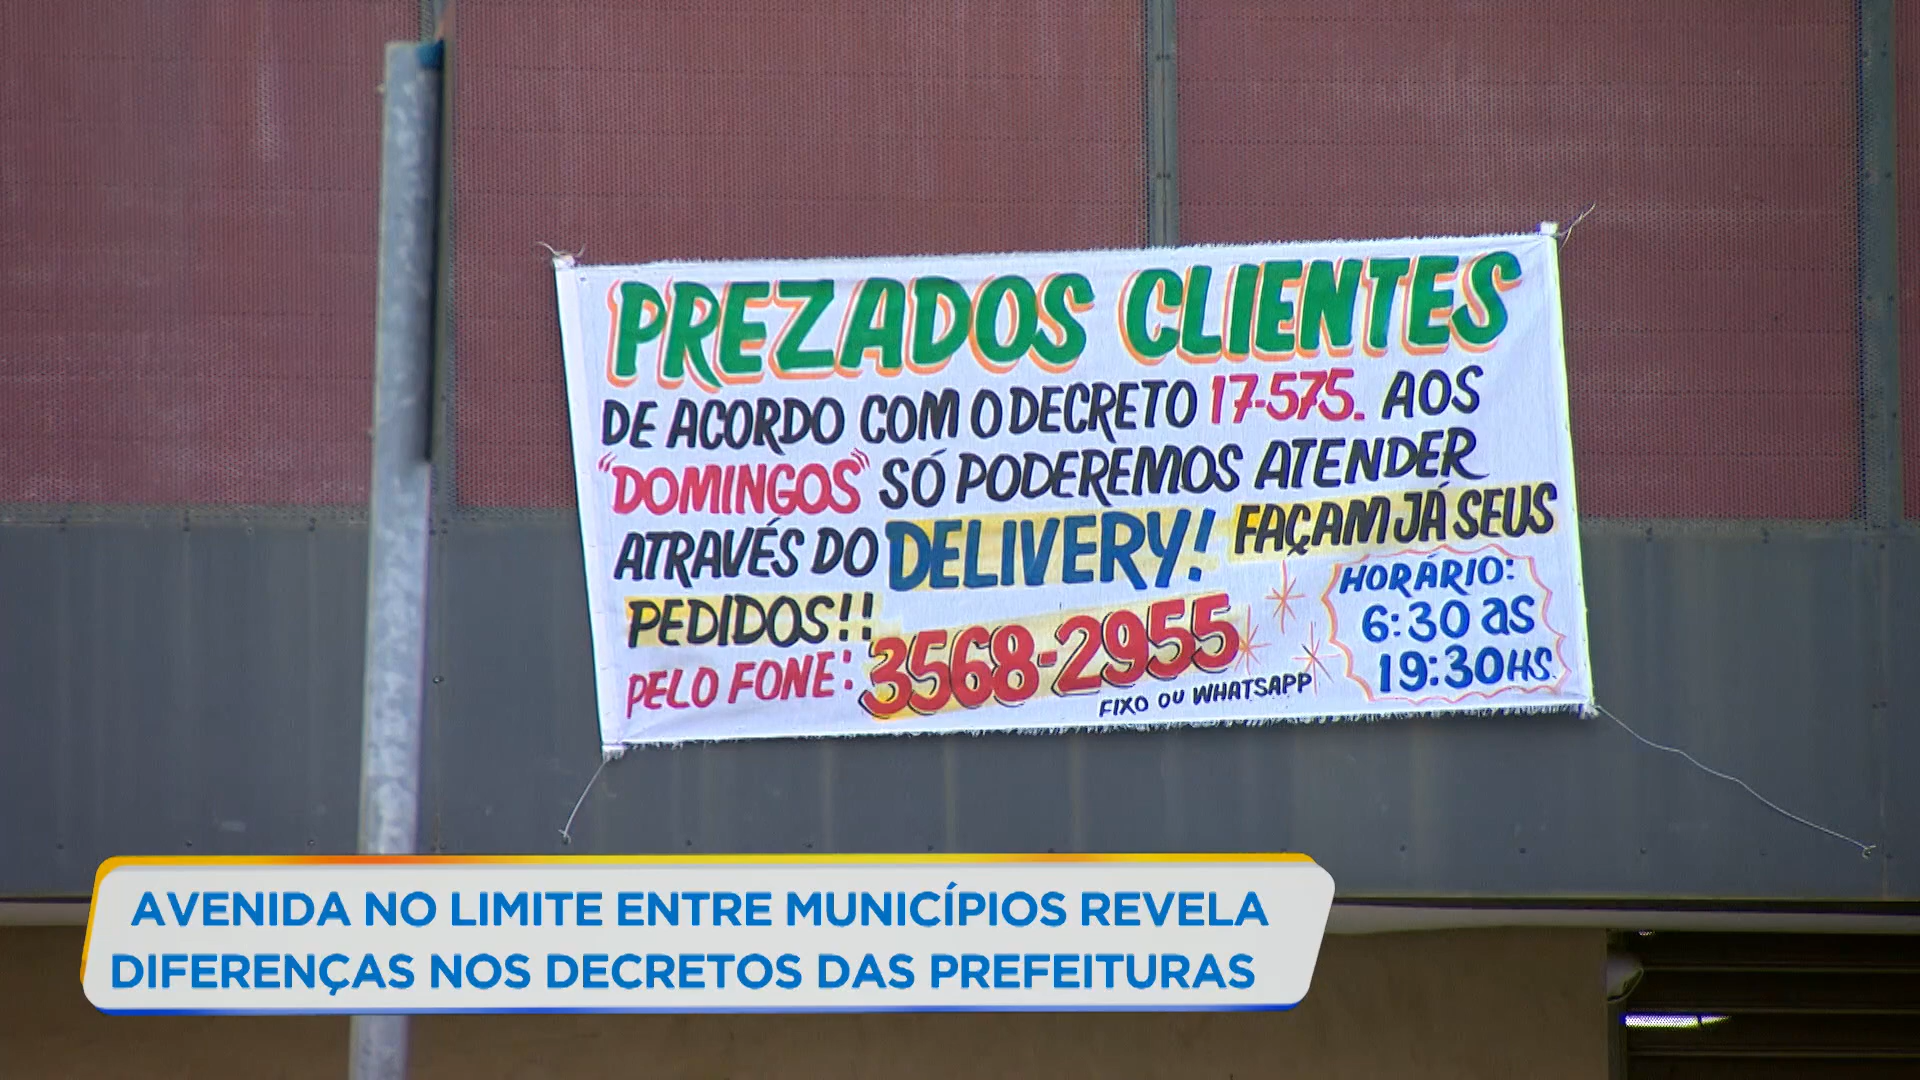 PREZADOS CLIENTES
DE ACORDO COM O DECRETO 17-575. AOS
"DOMINGOS" SÓ PODEREMOS ATENDER
ATRAVÉS DO DELIVERY! FAÇAM JÁ SEUS
PEDIDOS!!
PELO FONE: 3568-2955
FIXO OU WHATSAPP
HORÁRIO:
6:30 ás
19:30HS.
AVENIDA NO LIMITE ENTRE MUNICÍPIOS REVELA
DIFERENÇAS NOS DECRETOS DAS PREFEITURAS